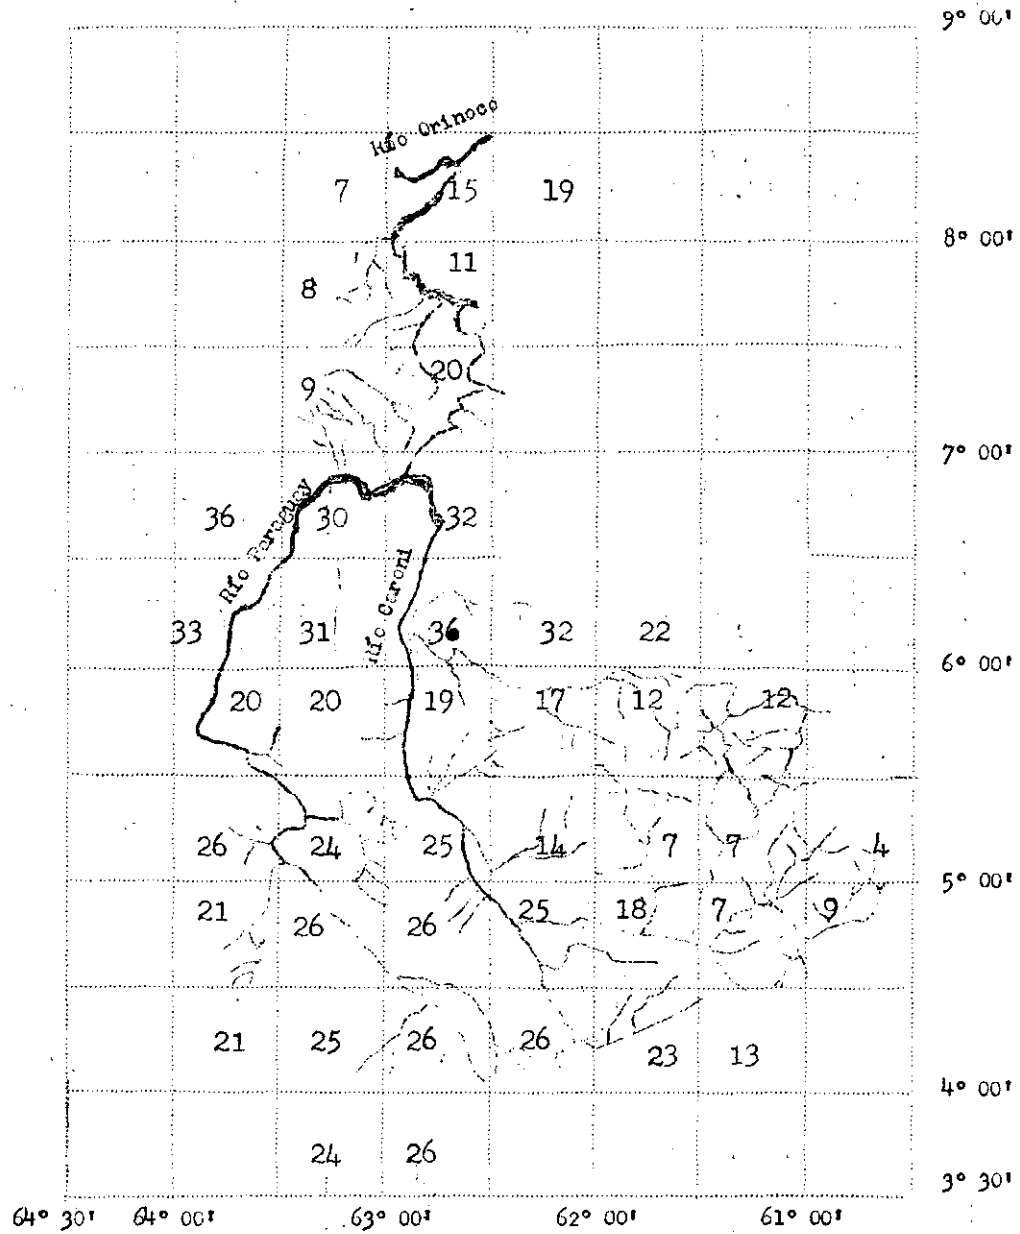 9° 00'
Río Orinoco
7 15 19
8° 00'
11
8
20
9
7° 00'
36 30 32
Río Paraguay
Río Caroni
33 31 36 32 22
6° 00'
20 20 19 17 12 12
26 24 25 14 7 7 4
5° 00'
21 26 26 25 18 7 9
21 25 26 26 23 13
4° 00'
24 26
3° 30'
64° 30' 64° 00' 63° 00' 62° 00' 61° 00'